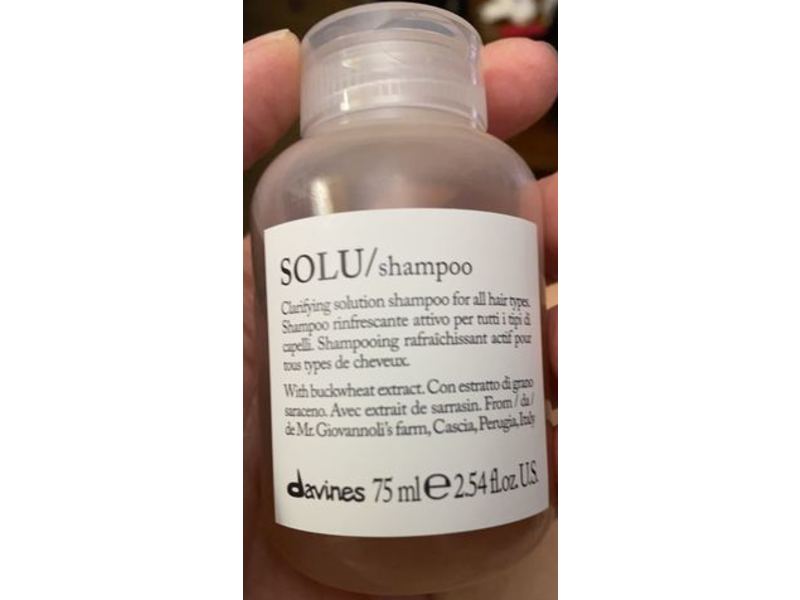 SOLU/shampoo
Clarifying solution shampoo for all hair types.
Shampoo rinfrescante attivo per tutti i tipi di
capelli. Shampooing rafraîchissant actif pour
tous types de cheveux.
With buckwheat extract. Con estratto di grano
saraceno. Avec extrait de sarrasin. From / da /
de Mr. Giovannoli's farm, Cascia, Perugia, Italy
davines 75 ml ℮ 2.54 fl.oz. U.S.